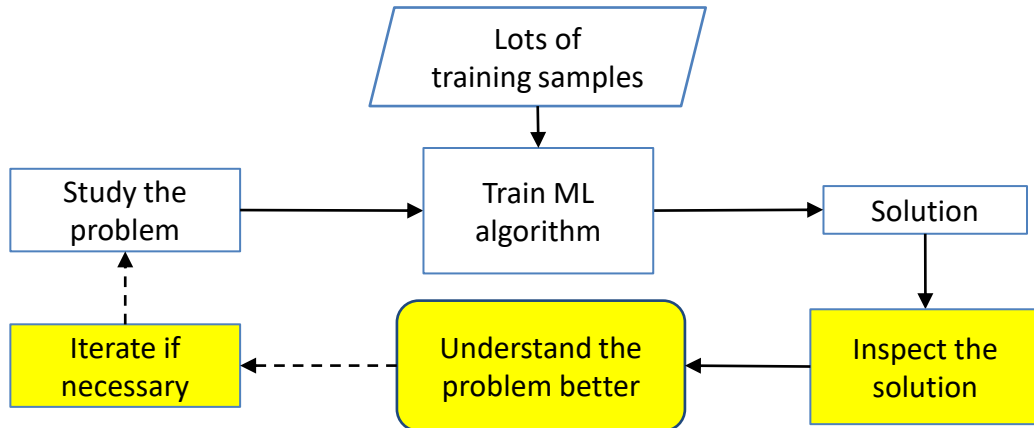 Lots of
training samples
Study the
problem
Train ML
algorithm
Solution
Iterate if
necessary
Understand the
problem better
Inspect the
solution